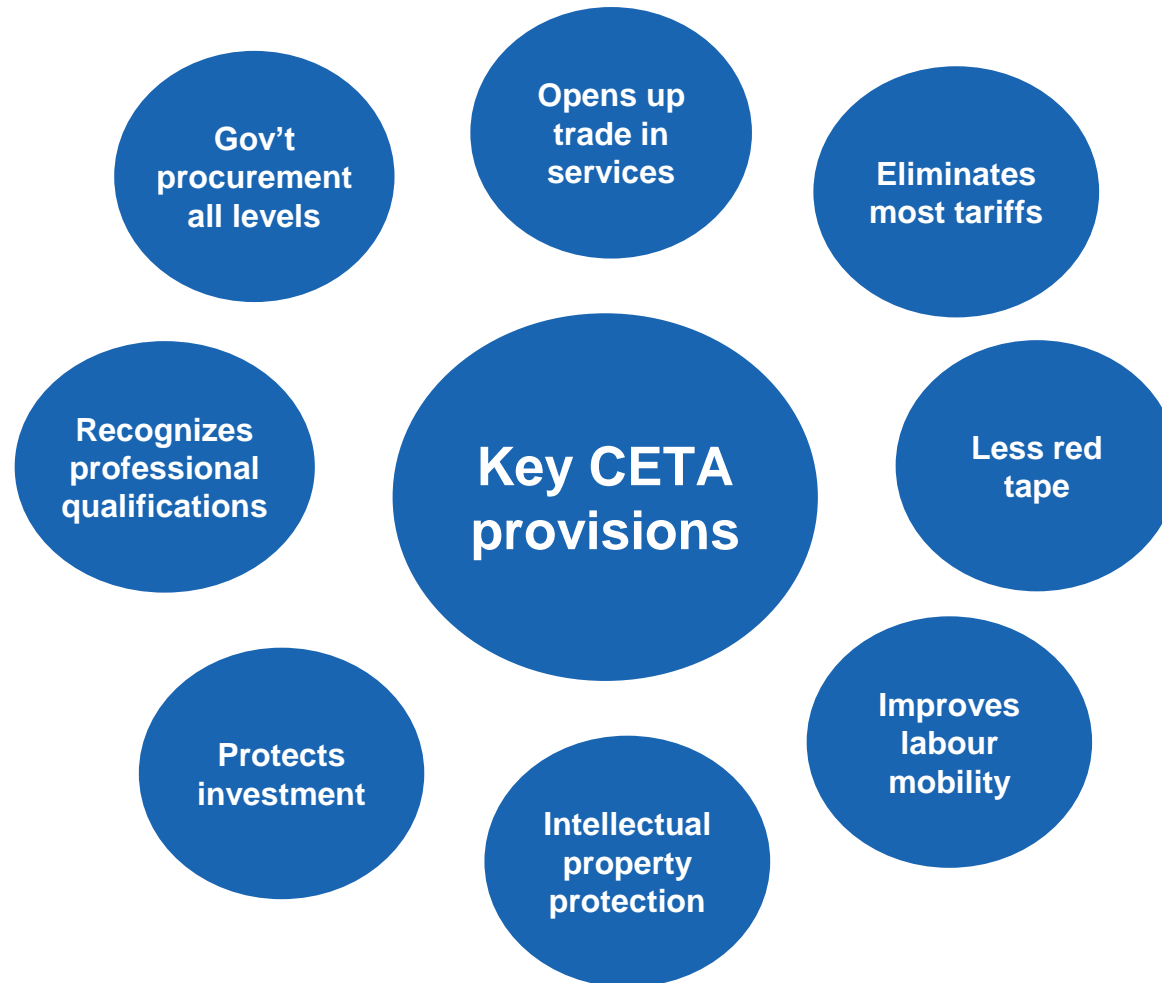 Opens up
trade in
services
Gov’t
procurement
all levels
Eliminates
most tariffs
Recognizes
professional
qualifications
Key CETA
provisions
Less red
tape
Protects
investment
Improves
labour
mobility
Intellectual
property
protection